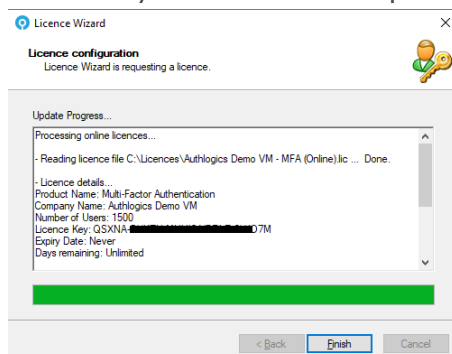 Licence Wizard
Licence configuration
Licence Wizard is requesting a licence.
Update Progress...
Processing online licences...
- Reading licence file C:\Licences\Authlogics Demo VM - MFA (Online).lic ... Done.
- Licence details...
Product Name: Multi-Factor Authentication
Company Name: Authlogics Demo VM
Number of Users: 1500
Licence Key: QSXNA- D7M
Expiry Date: Never
Days remaining: Unlimited
< Back
Finish
Cancel